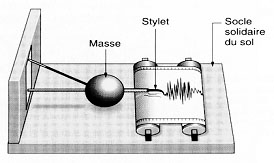 Stylet
Socle
solidaire
du sol
Masse